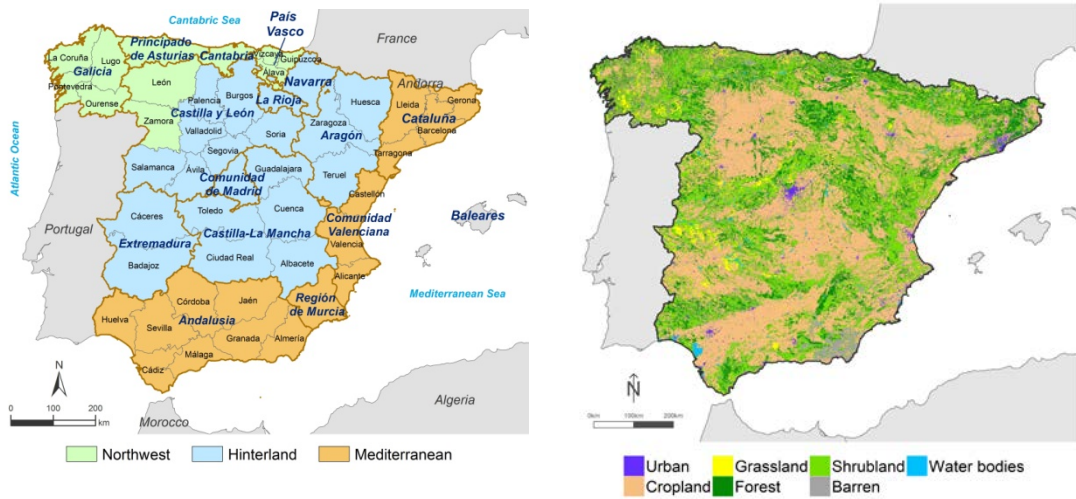 Cantabric Sea
País
Vasco
France
Principado
de Asturias
Cantabria
Vizcaya
Guipuzcoa
La Coruña
Lugo
Galicia
León
Álava
Navarra
Andorra
Pontevedra
Ourense
Palencia
Burgos
La Rioja
Huesca
Lleida
Gerona
Castilla y León
Cataluña
Zamora
Valladolid
Soria
Zaragoza
Aragón
Barcelona
Segovia
Tarragona
Atlantic Ocean
Salamanca
Ávila
Guadalajara
Comunidad
de Madrid
Teruel
Castellón
Cáceres
Toledo
Cuenca
Comunidad
Valenciana
Baleares
Portugal
Extremadura
Castilla-La Mancha
Valencia
Badajoz
Ciudad Real
Albacete
Alicante
Mediterranean Sea
Córdoba
Jaén
Región
de Murcia
Huelva
Sevilla
Andalusia
Granada
Almería
Málaga
Cádiz
N
0 100 200
km
Algeria
Morocco
Northwest Hinterland Mediterranean
N
0km 100km 200km
Urban Grassland Shrubland Water bodies
Cropland Forest Barren